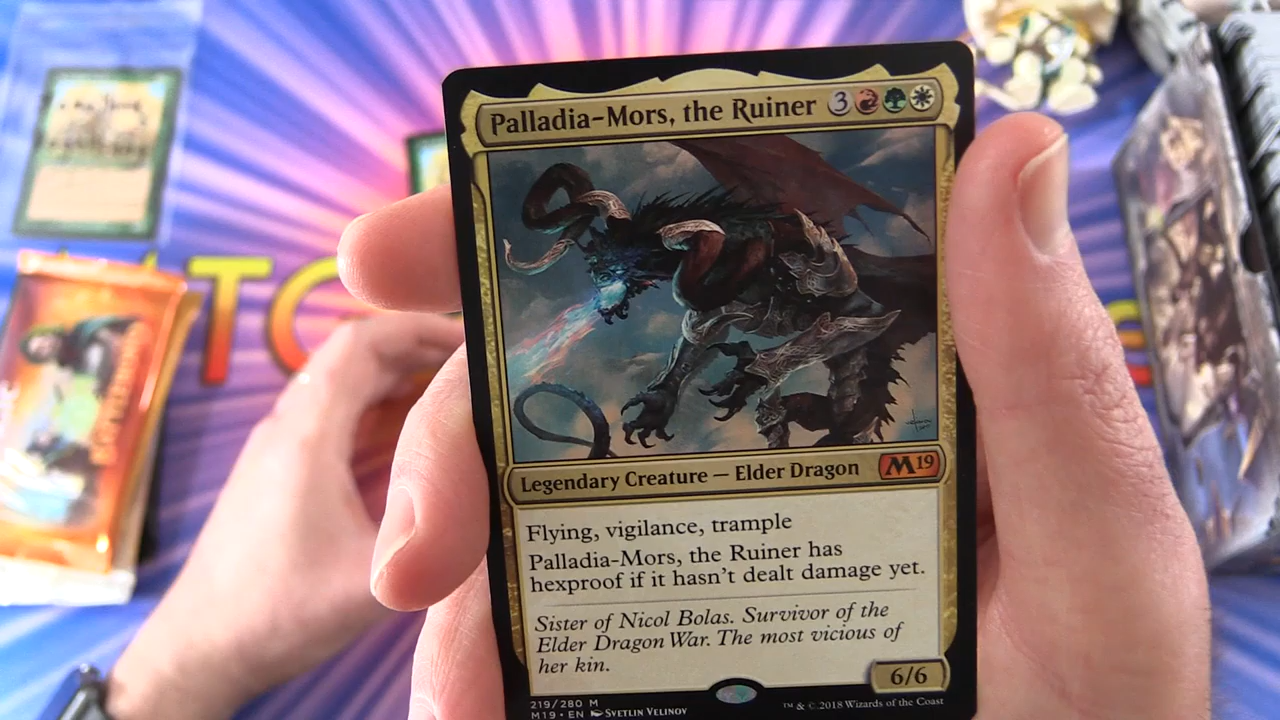 Palladia-Mors, the Ruiner 3
Legendary Creature — Elder Dragon M19
Flying, vigilance, trample
Palladia-Mors, the Ruiner has
hexproof if it hasn't dealt damage yet.
Sister of Nicol Bolas. Survivor of the
Elder Dragon War. The most vicious of
her kin.
6/6
219/280 M
M19 • EN Svetlin Velinov
™ & © 2018 Wizards of the Coast